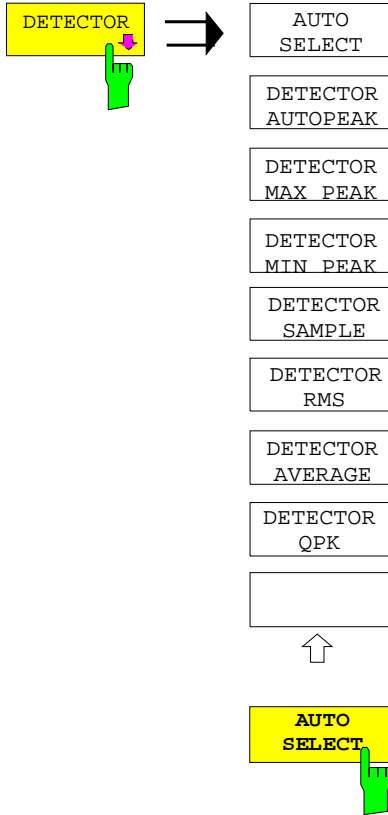 DETECTOR
AUTO
SELECT
DETECTOR
AUTOPEAK
DETECTOR
MAX PEAK
DETECTOR
MIN PEAK
DETECTOR
SAMPLE
DETECTOR
RMS
DETECTOR
AVERAGE
DETECTOR
QPK
AUTO
SELECT